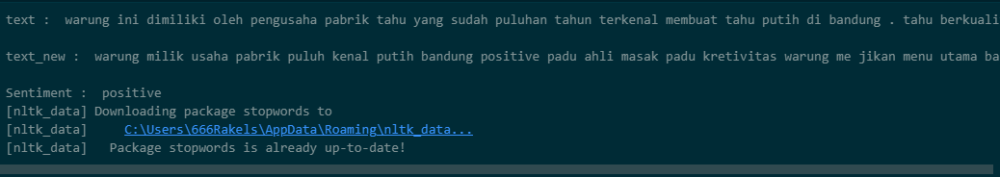 text :  warung ini dimiliki oleh pengusaha pabrik tahu yang sudah puluhan tahun terkenal membuat tahu putih di bandung . tahu berkuali
text_new :  warung milik usaha pabrik puluh kenal putih bandung positive padu ahli masak padu kretivitas warung me jikan menu utama ba
Sentiment :  positive
[nltk_data] Downloading package stopwords to
[nltk_data]     C:\Users\666Rakels\AppData\Roaming\nltk_data...
[nltk_data]   Package stopwords is already up-to-date!